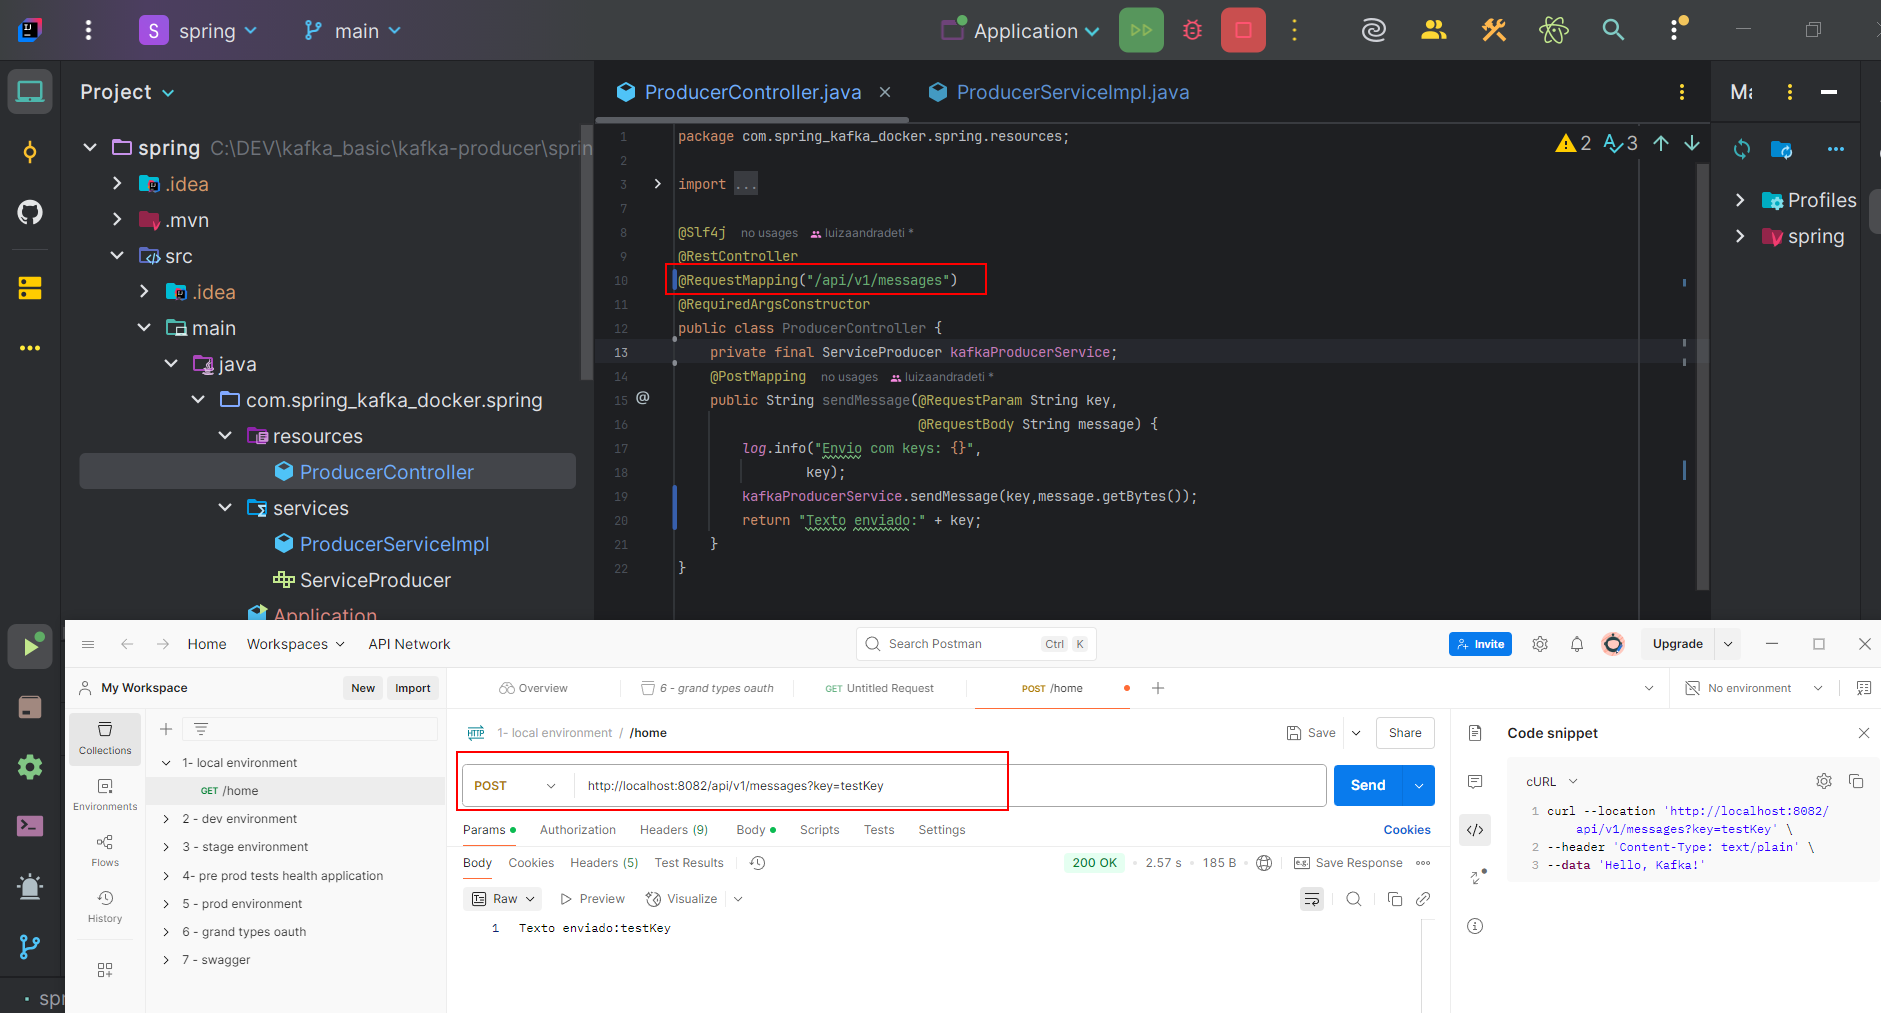 S spring main Application
Project
ProducerController.java ProducerServiceImpl.java
Ma
spring C:\DEV\kafka_basic\kafka-producer\sprin
.idea
.mvn
src
.idea
main
java
com.spring_kafka_docker.spring
resources
ProducerController
services
ProducerServiceImpl
ServiceProducer
Application
1 package com.spring_kafka_docker.spring.resources;
2
3 import ...
7
8 @Slf4j no usages luizaandradeti *
9 @RestController
10 @RequestMapping("/api/v1/messages")
11 @RequiredArgsConstructor
12 public class ProducerController {
13 private final ServiceProducer kafkaProducerService;
14 @PostMapping no usages luizaandradeti *
15 @ public String sendMessage(@RequestParam String key,
16 @RequestBody String message) {
17 log.info("Envio com keys: {}",
18 key);
19 kafkaProducerService.sendMessage(key,message.getBytes());
20 return "Texto enviado:" + key;
21 }
22 }
2 3
Profiles
spring
spr
Home Workspaces API Network Search Postman Ctrl K Invite Upgrade
My Workspace New Import
Overview 6 - grand types oauth GET Untitled Request POST /home No environment
Collections
Environments
Flows
History
1- local environment
GET /home
2 - dev environment
3 - stage environment
4- pre prod tests health application
5 - prod environment
6 - grand types oauth
7 - swagger
HTTP 1- local environment / /home Save Share
POST http://localhost:8082/api/v1/messages?key=testKey Send
Params Authorization Headers (9) Body Scripts Tests Settings Cookies
Body Cookies Headers (5) Test Results 200 OK 2.57 s 185 B e.g. Save Response
Raw Preview Visualize
1 Texto enviado:testKey
Code snippet
cURL
1 curl --location 'http://localhost:8082/
api/v1/messages?key=testKey' \
2 --header 'Content-Type: text/plain' \
3 --data 'Hello, Kafka!'